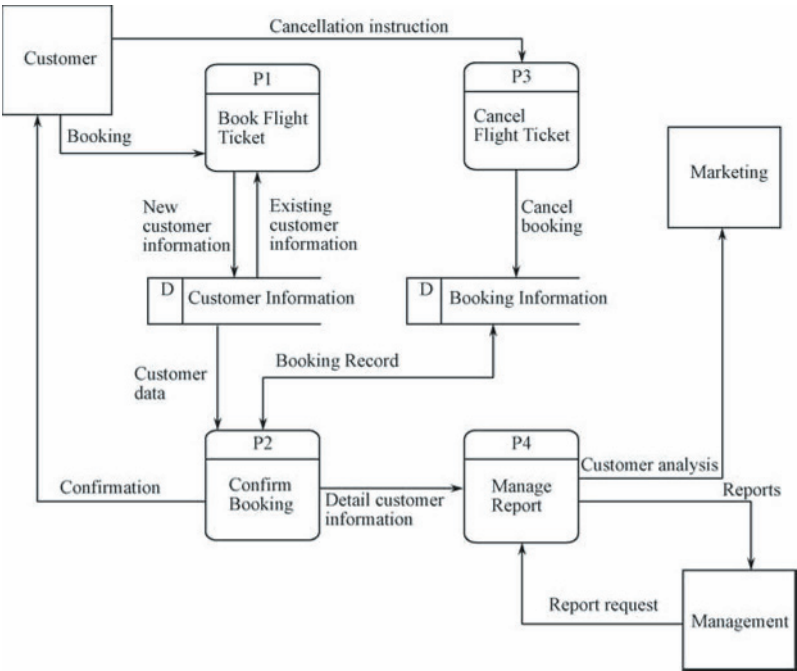 Cancellation instruction
Customer
P1
P3
Book Flight
Ticket
Cancel
Flight Ticket
Booking
Marketing
New
customer
information
Existing
customer
information
Cancel
booking
D
Customer Information
D
Booking Information
Booking Record
Customer
data
P2
P4
Customer analysis
Confirmation
Confirm
Booking
Detail customer
information
Manage
Report
Reports
Report request
Management